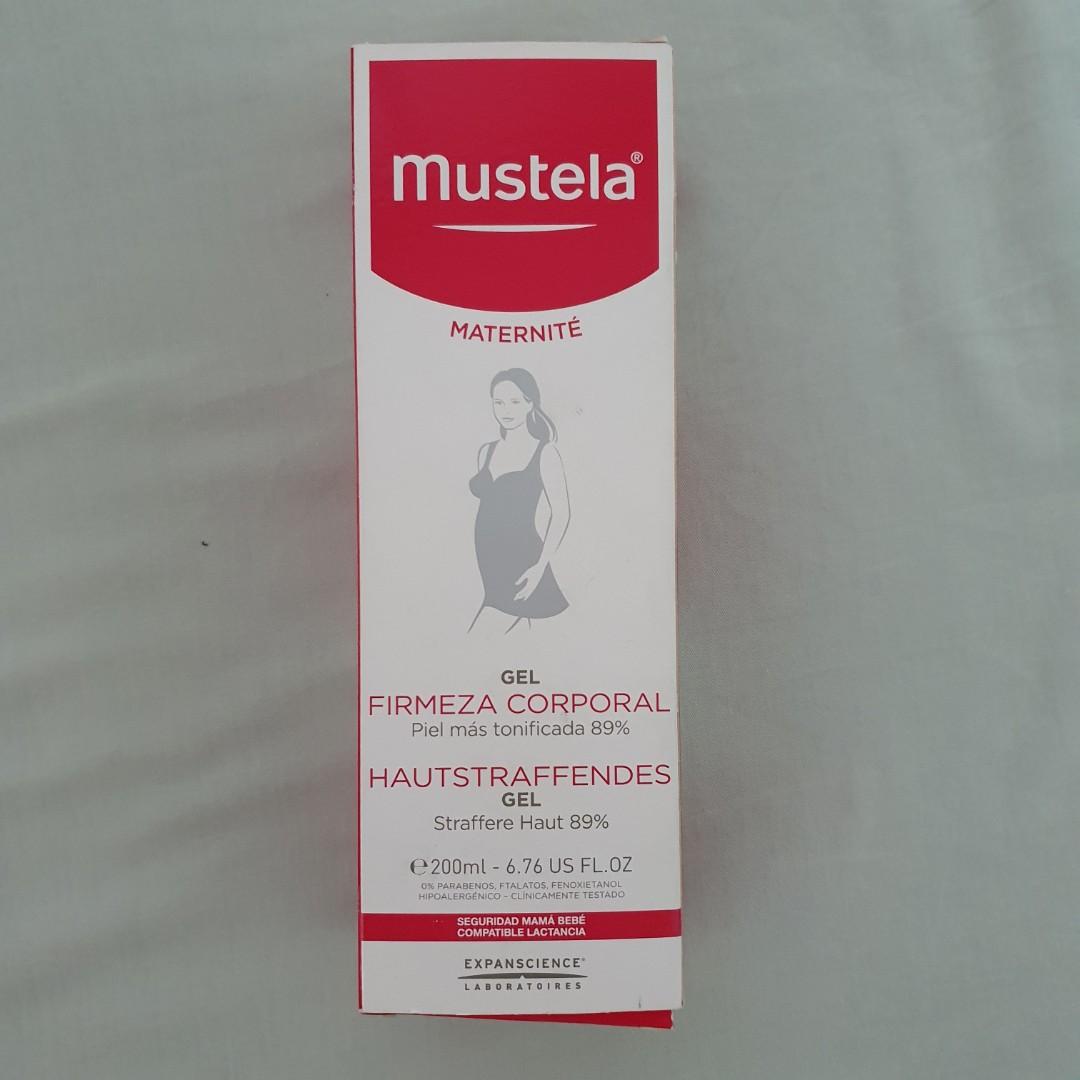 mustela®
MATERNITÉ
GEL
FIRMEZA CORPORAL
Piel más tonificada 89%
HAUTSTRAFFENDES
GEL
Straffere Haut 89%
℮200ml - 6.76 US FL.OZ
0% PARABENOS, FTALATOS, FENOXIETANOL
HIPOALERGÉNICO - CLÍNICAMENTE TESTADO
SEGURIDAD MAMÁ BEBÉ
COMPATIBLE LACTANCIA
EXPANSCIENCE®
LABORATOIRES